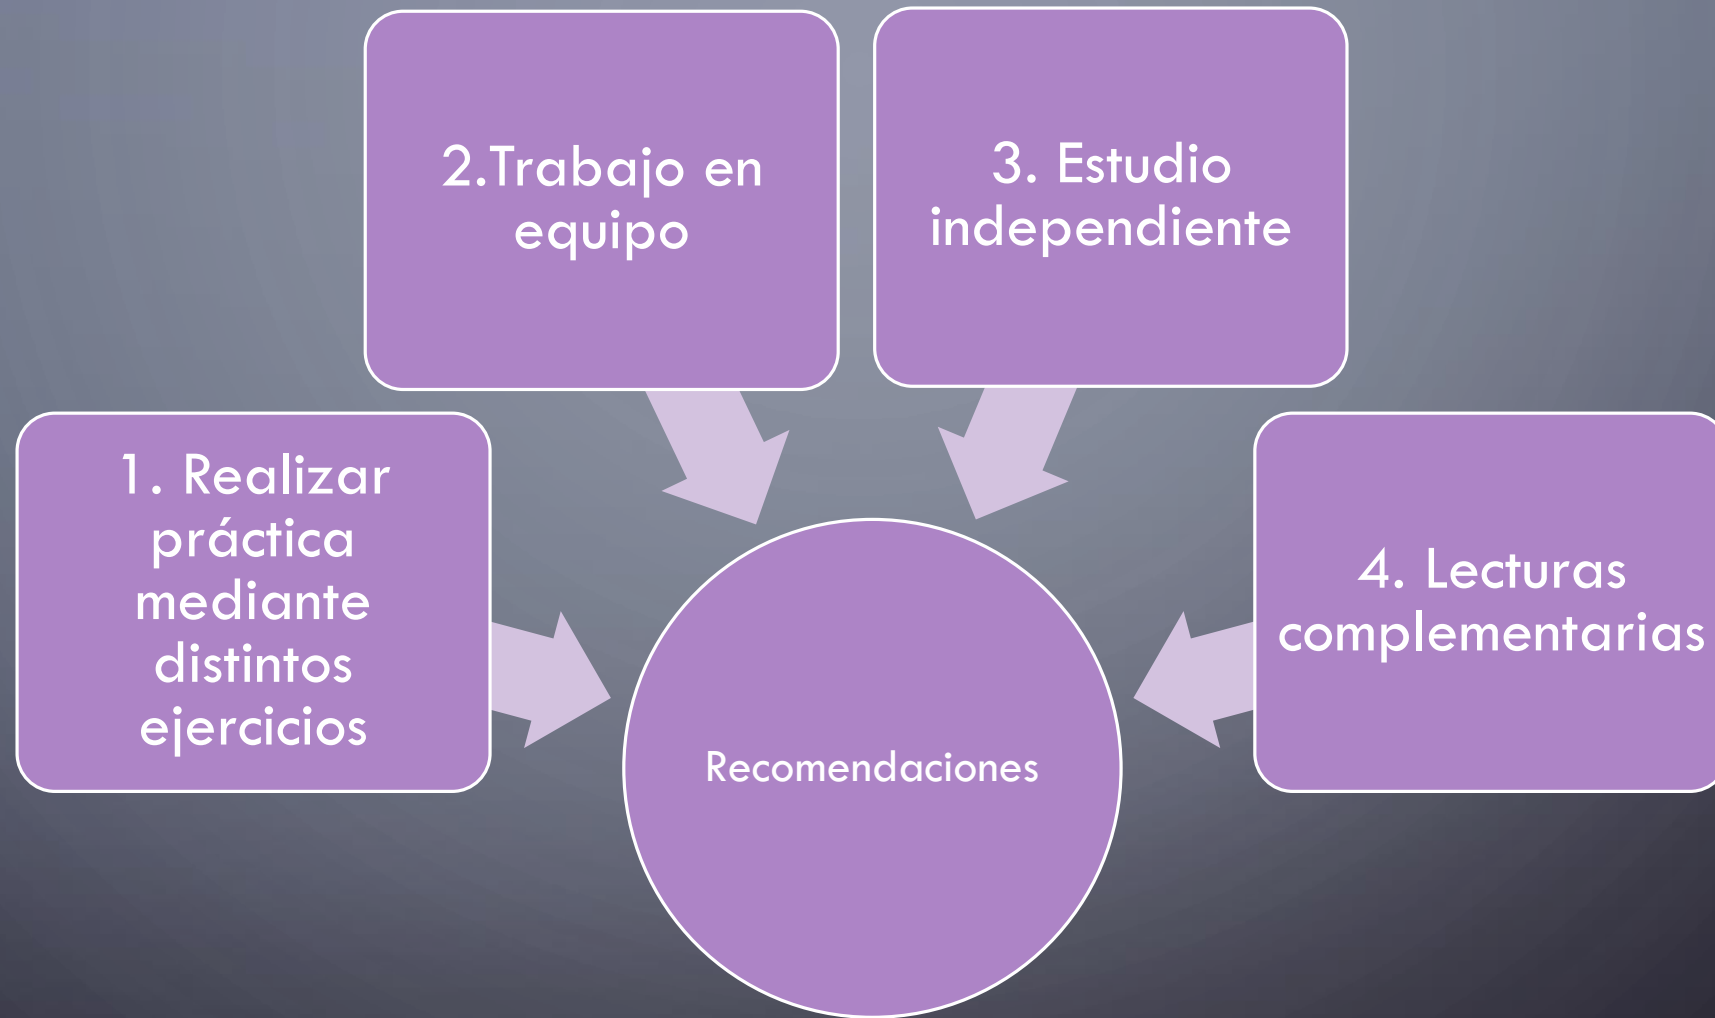 1. Realizar
práctica
mediante
distintos
ejercicios
2.Trabajo en
equipo
3. Estudio
independiente
4. Lecturas
complementarias
Recomendaciones